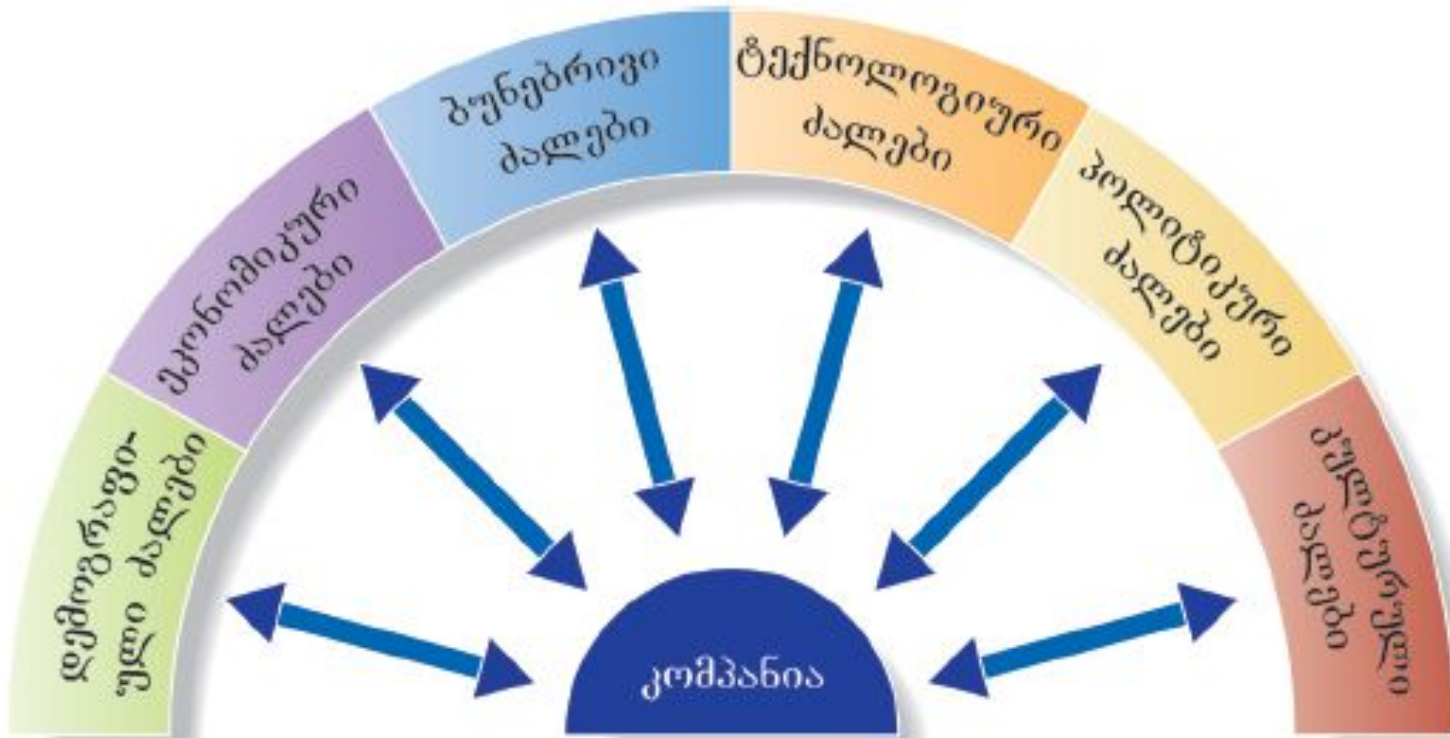 დემოგრაფი-
ული ძალები
ეკონომიკური
ძალები
ბუნებრივი
ძალები
ტექნოლოგიური
ძალები
პოლიტიკური
ძალები
კულტურული
ძალები
კომპანია